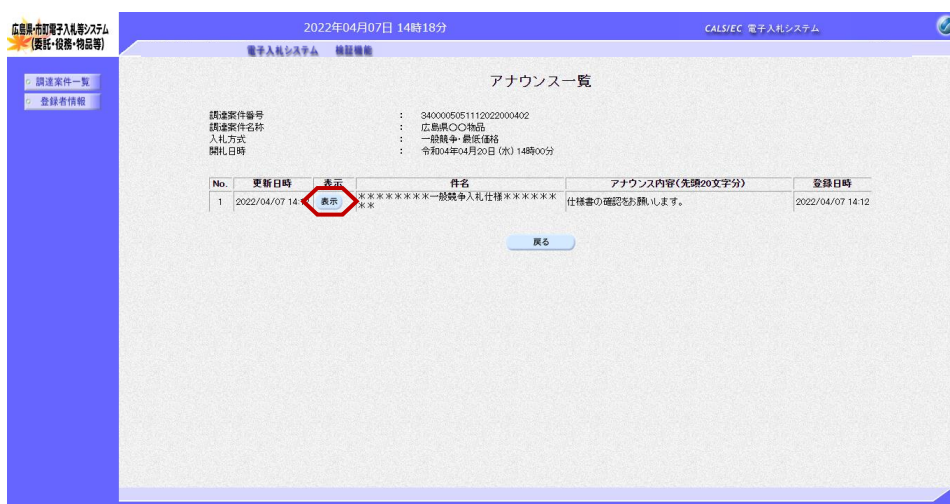 広島県・市町電子入札等システム
(委託・役務・物品等)
2022年04月07日 14時18分
CALS/EC 電子入札システム
電子入札システム 検証機能
調達案件一覧
登録者情報
アナウンス一覧
調達案件番号 : 3400005051112022000402
調達案件名称 : 広島県〇〇物品
入札方式 : 一般競争・最低価格
開札日時 : 令和04年04月20日(水) 14時00分
No. 更新日時 表示 件名 アナウンス内容(先頭20文字分) 登録日時
1 2022/04/07 14: 表示 ********一般競争入札仕様****** 仕様書の確認をお願いします。 2022/04/07 14:12
**
戻る